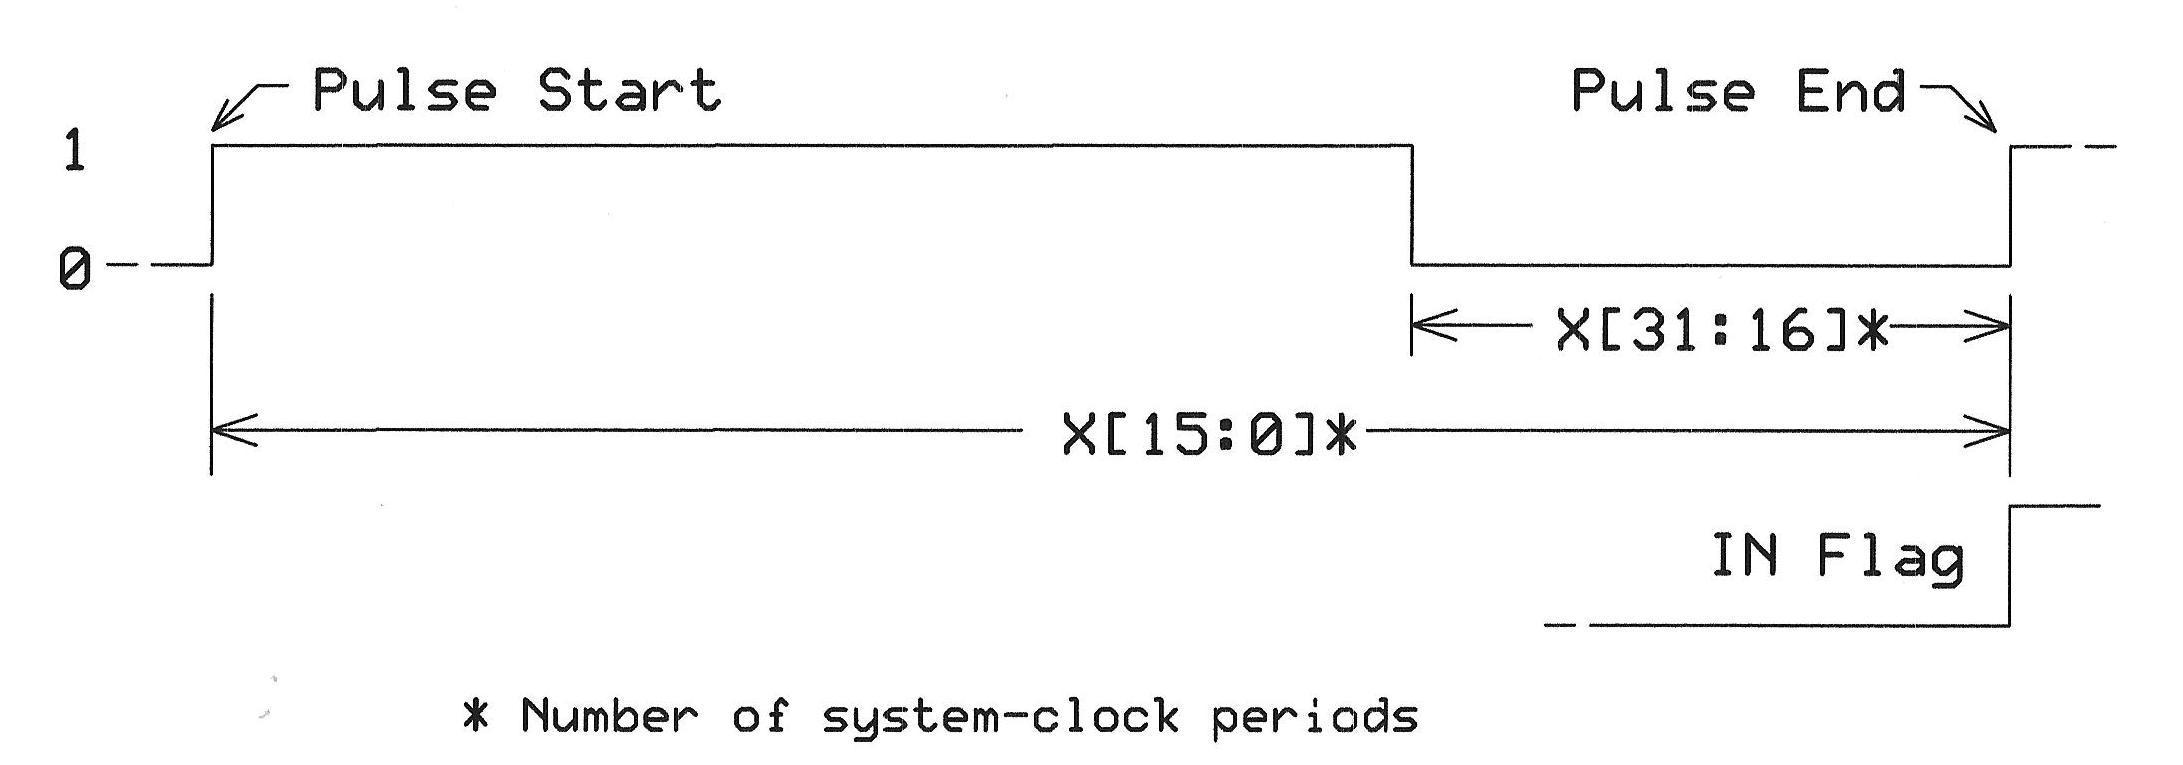 Pulse Start
Pulse End
1
0
X[31:16]*
X[15:0]*
IN Flag
* Number of system-clock periods